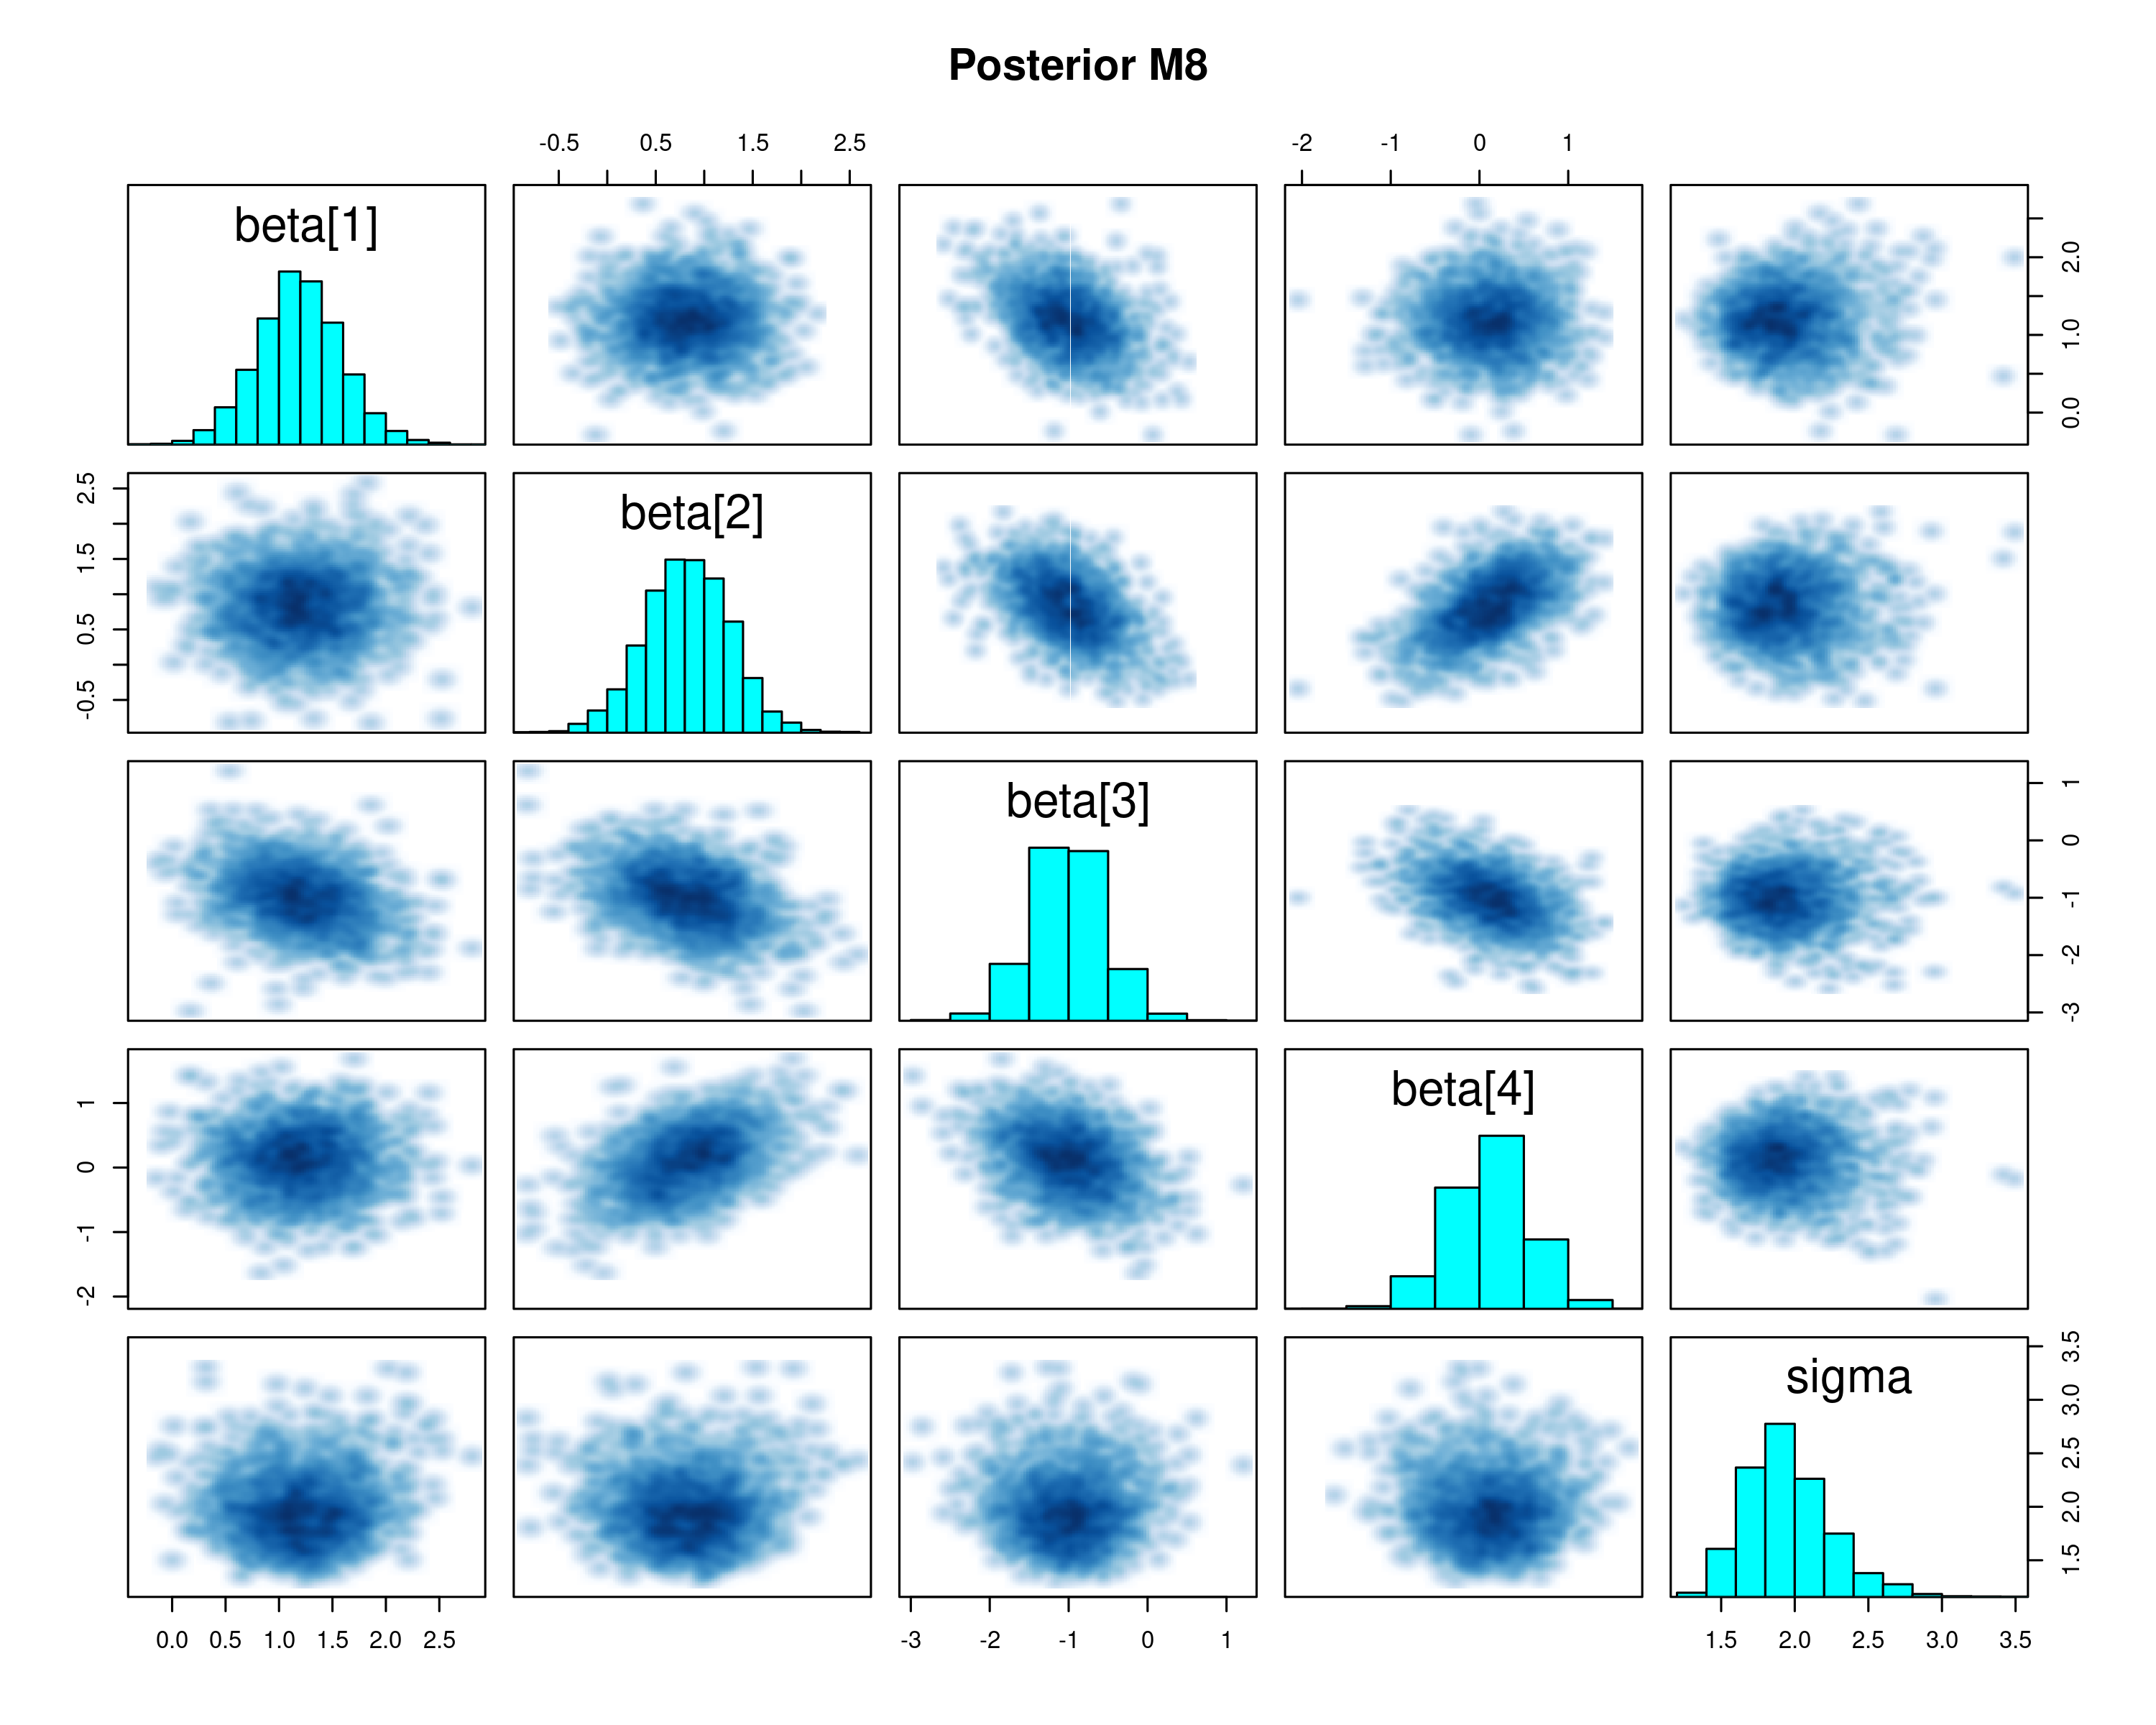 Posterior M8
-0.5 0.5 1.5 2.5 -2 -1 0 1
beta[1]
0.0 1.0 2.0
beta[2]
-0.5 0.5 1.5 2.5
beta[3]
-3 -2 -1 0 1
beta[4]
-2 -1 0 1
sigma
1.5 2.0 2.5 3.0 3.5
0.0 0.5 1.0 1.5 2.0 2.5 -3 -2 -1 0 1 1.5 2.0 2.5 3.0 3.5